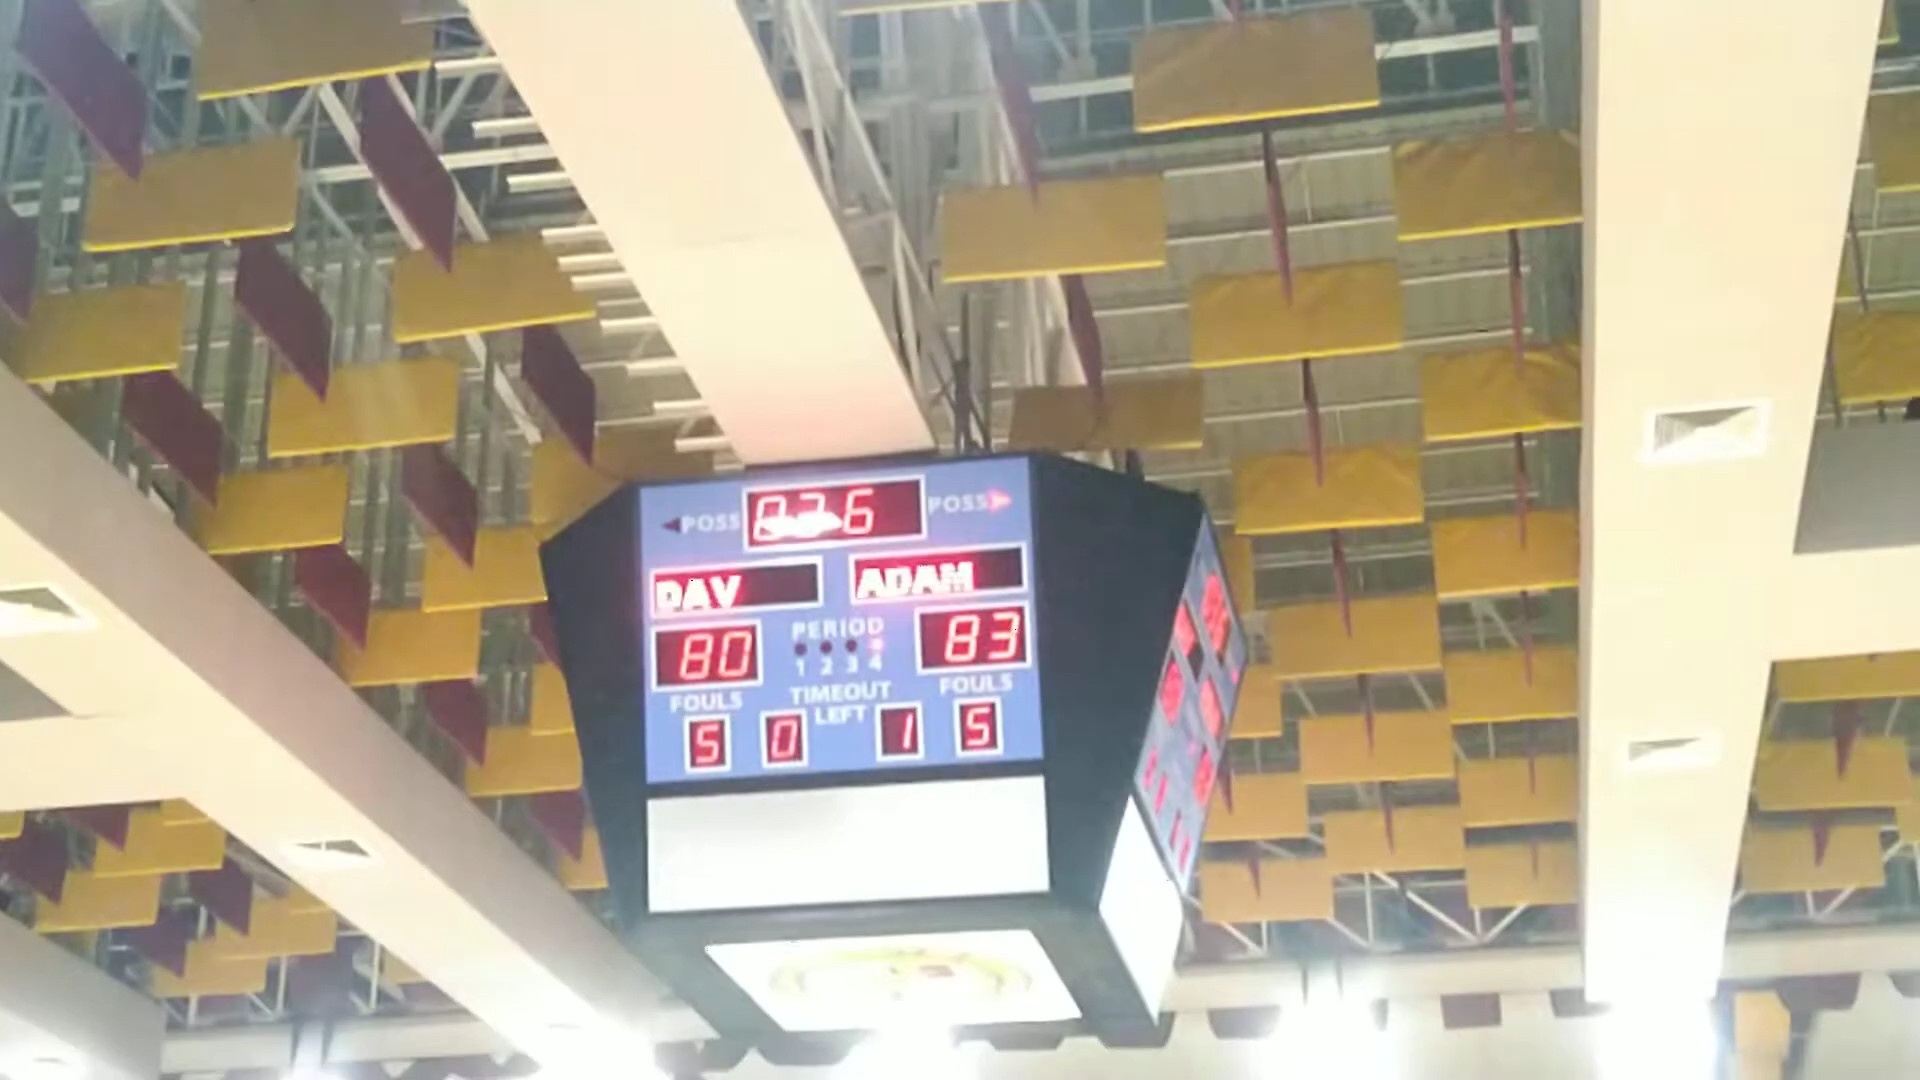 ◀POSS 026 POSS▶
DAV ADAM
80 PERIOD 83
1 2 3 4
FOULS TIMEOUT LEFT FOULS
5 0 1 5